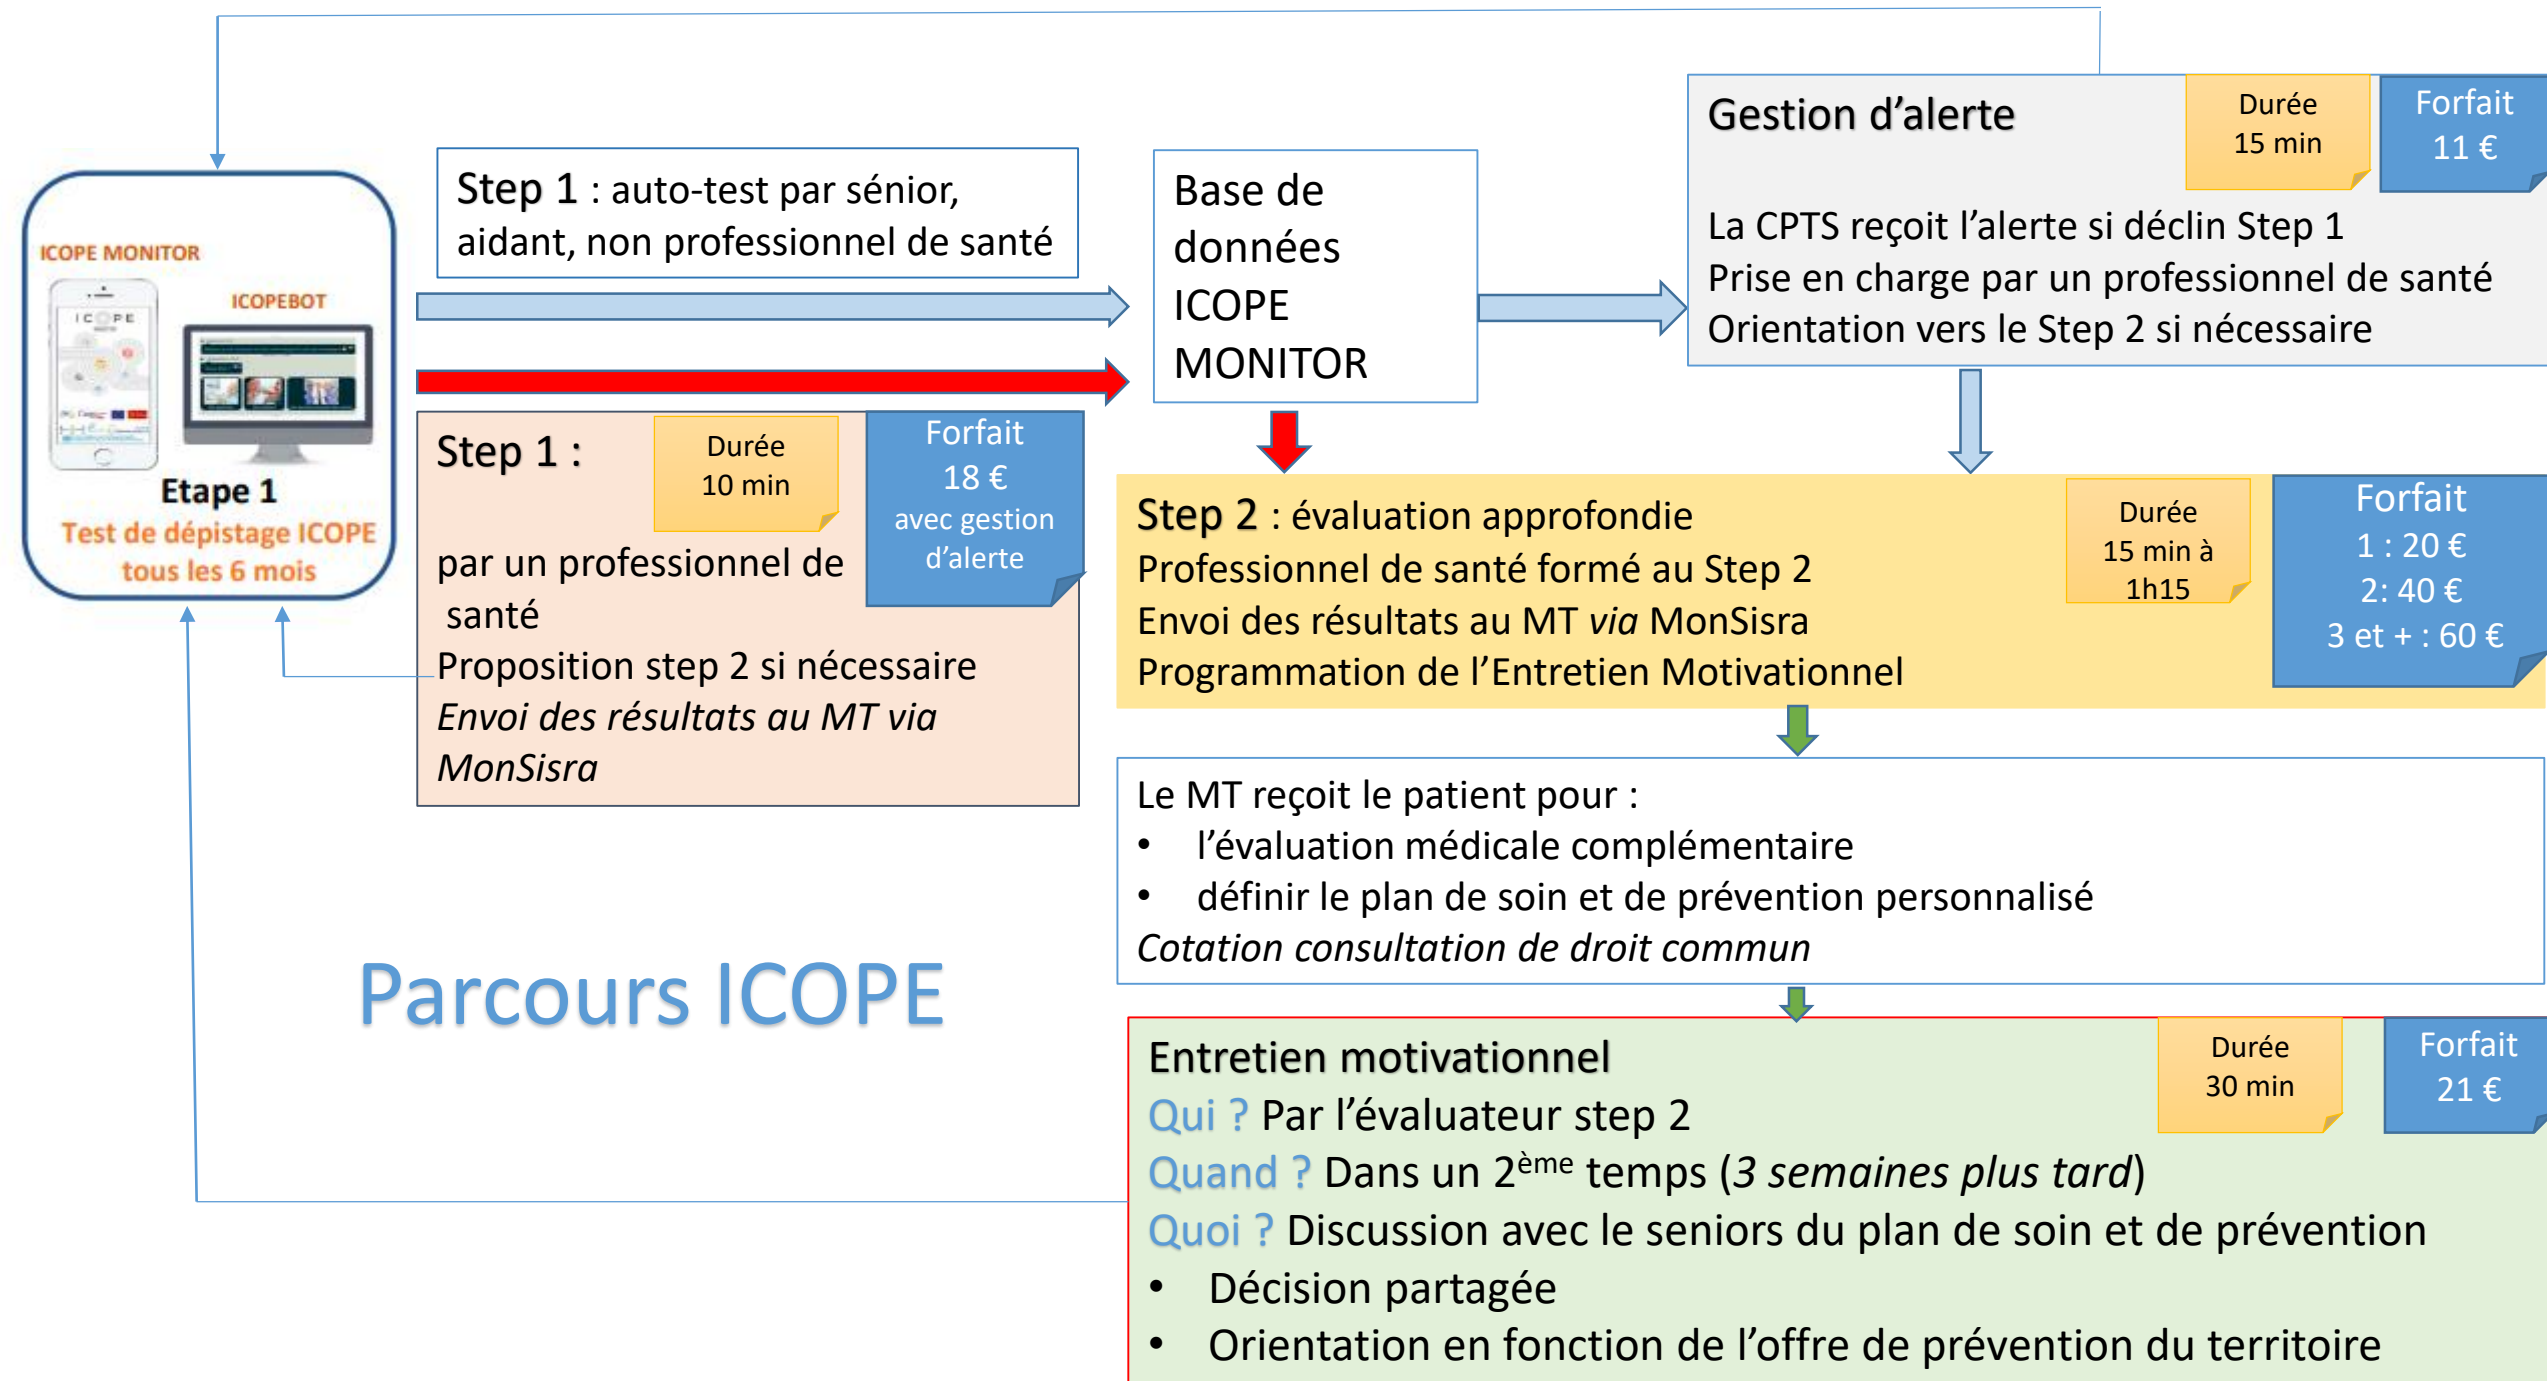 ICOPE MONITOR
ICOPEBOT
ICOPE
Etape 1
Test de dépistage ICOPE
tous les 6 mois
Step 1 : auto-test par sénior,
aidant, non professionnel de santé
Base de
données
ICOPE
MONITOR
Gestion d’alerte
Durée
15 min
Forfait
11 €
La CPTS reçoit l’alerte si déclin Step 1
Prise en charge par un professionnel de santé
Orientation vers le Step 2 si nécessaire
Step 1 :
Durée
10 min
Forfait
18 €
avec gestion
d’alerte
par un professionnel de
santé
Proposition step 2 si nécessaire
Envoi des résultats au MT via
MonSisra
Step 2 : évaluation approfondie
Professionnel de santé formé au Step 2
Envoi des résultats au MT via MonSisra
Programmation de l’Entretien Motivationnel
Durée
15 min à
1h15
Forfait
1 : 20 €
2: 40 €
3 et + : 60 €
Le MT reçoit le patient pour :
• l’évaluation médicale complémentaire
• définir le plan de soin et de prévention personnalisé
Cotation consultation de droit commun
Parcours ICOPE
Entretien motivationnel
Durée
30 min
Forfait
21 €
Qui ? Par l’évaluateur step 2
Quand ? Dans un 2ème temps (3 semaines plus tard)
Quoi ? Discussion avec le seniors du plan de soin et de prévention
• Décision partagée
• Orientation en fonction de l’offre de prévention du territoire